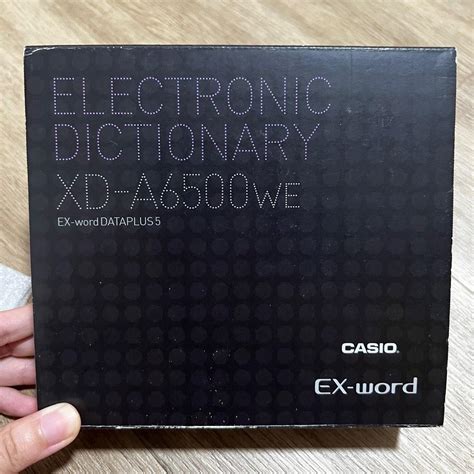 ELECTRONIC
DICTIONARY
XD-A6500WE
EX-word DATAPLUS 5
CASIO
EX-word